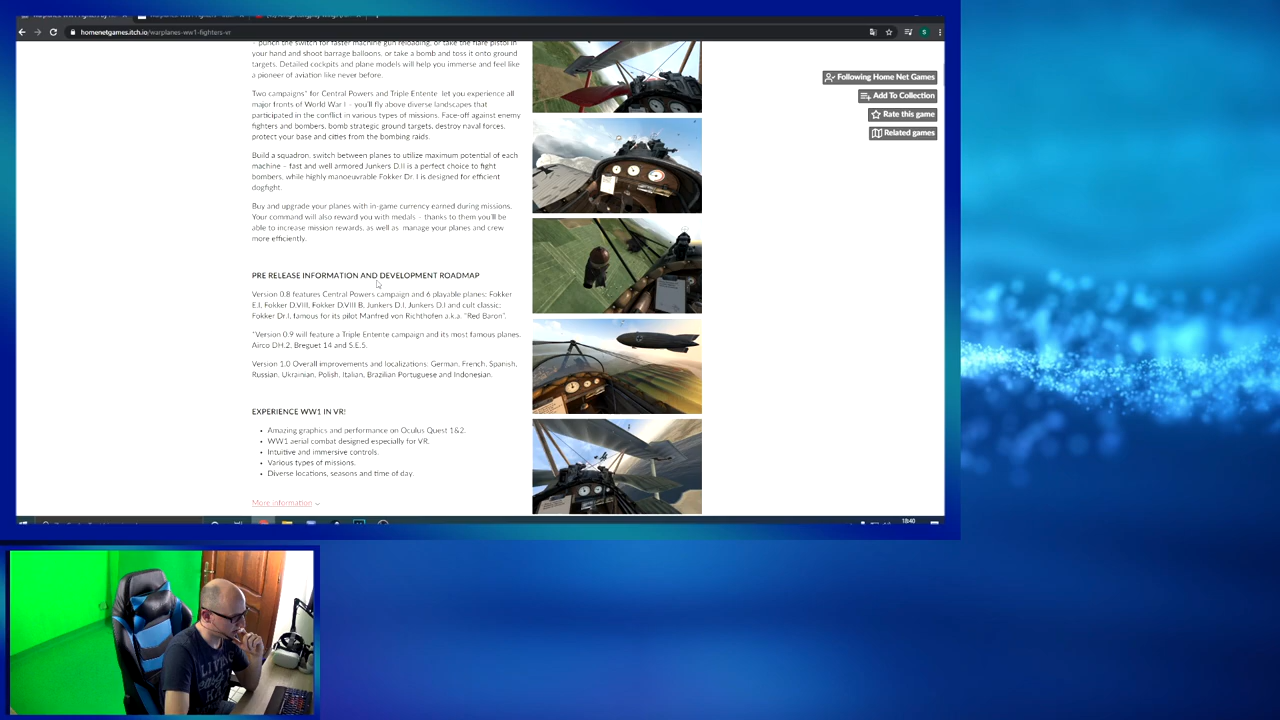 homenetgames.itch.io/warplanes-ww1-fighters-vr
- punch the switch for faster machine gun reloading, or take the flare pistol in
your hand and shoot barrage balloons, or take a bomb and toss it onto ground
targets. Detailed cockpits and plane models will help you immerse and feel like
a pioneer of aviation like never before.
Two campaigns* for Central Powers and Triple Entente let you experience all
major fronts of World War I – you'll fly above diverse landscapes that
participated in the conflict in various types of missions. Face-off against enemy
fighters and bombers, bomb strategic ground targets, destroy naval forces,
protect your base and cities from the bombing raids.
Build a squadron, switch between planes to utilize maximum potential of each
machine – fast and well armored Junkers D.II is a perfect choice to fight
bombers, while highly manoeuvrable Fokker Dr. I is designed for efficient
dogfight.
Buy and upgrade your planes with in-game currency earned during missions.
Your command will also reward you with medals – thanks to them you'll be
able to increase mission rewards, as well as manage your planes and crew
more efficiently.
PRE RELEASE INFORMATION AND DEVELOPMENT ROADMAP
Version 0.8 features Central Powers campaign and 6 playable planes: Fokker
E.I, Fokker D.VIII, Fokker D.VIII B, Junkers D.I, Junkers D.I and cult classic:
Fokker Dr.I, famous for its pilot Manfred von Richthofen a.k.a. "Red Baron".
*Version 0.9 will feature a Triple Entente campaign and its most famous planes.
Airco DH.2, Breguet 14 and S.E.5.
Version 1.0 Overall improvements and localizations: German, French, Spanish,
Russian, Ukrainian, Polish, Italian, Brazilian Portuguese and Indonesian.
EXPERIENCE WW1 IN VR!
• Amazing graphics and performance on Oculus Quest 1&2.
• WW1 aerial combat designed especially for VR.
• Intuitive and immersive controls.
• Various types of missions.
• Diverse locations, seasons and time of day.
More information
Following Home Net Games
Add To Collection
Rate this game
Related games
18:40